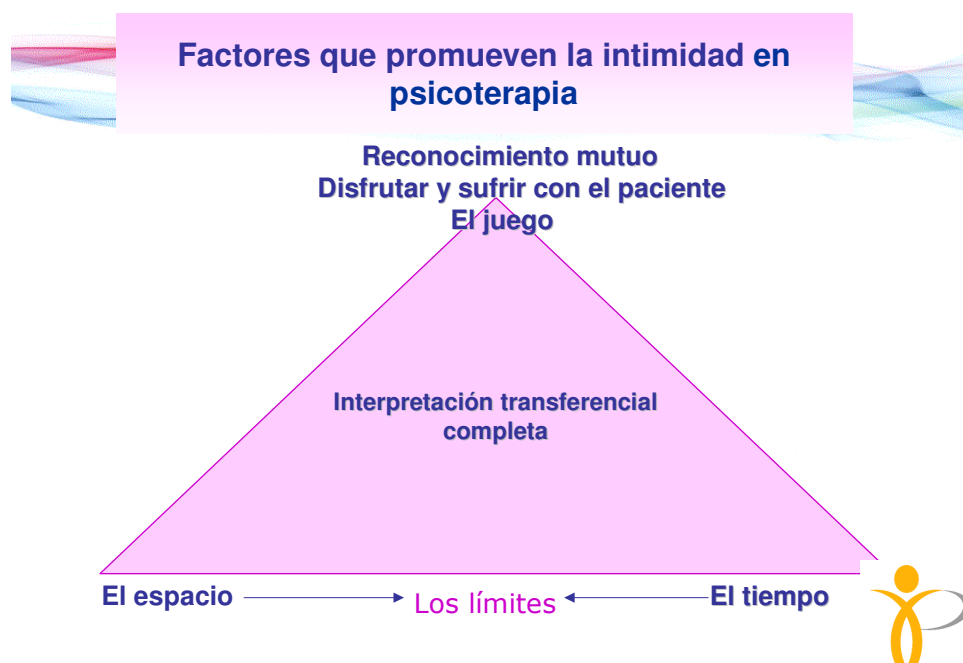 Factores que promueven la intimidad en
psicoterapia
Reconocimiento mutuo
Disfrutar y sufrir con el paciente
El juego
Interpretación transferencial
completa
El espacio
Los límites
El tiempo